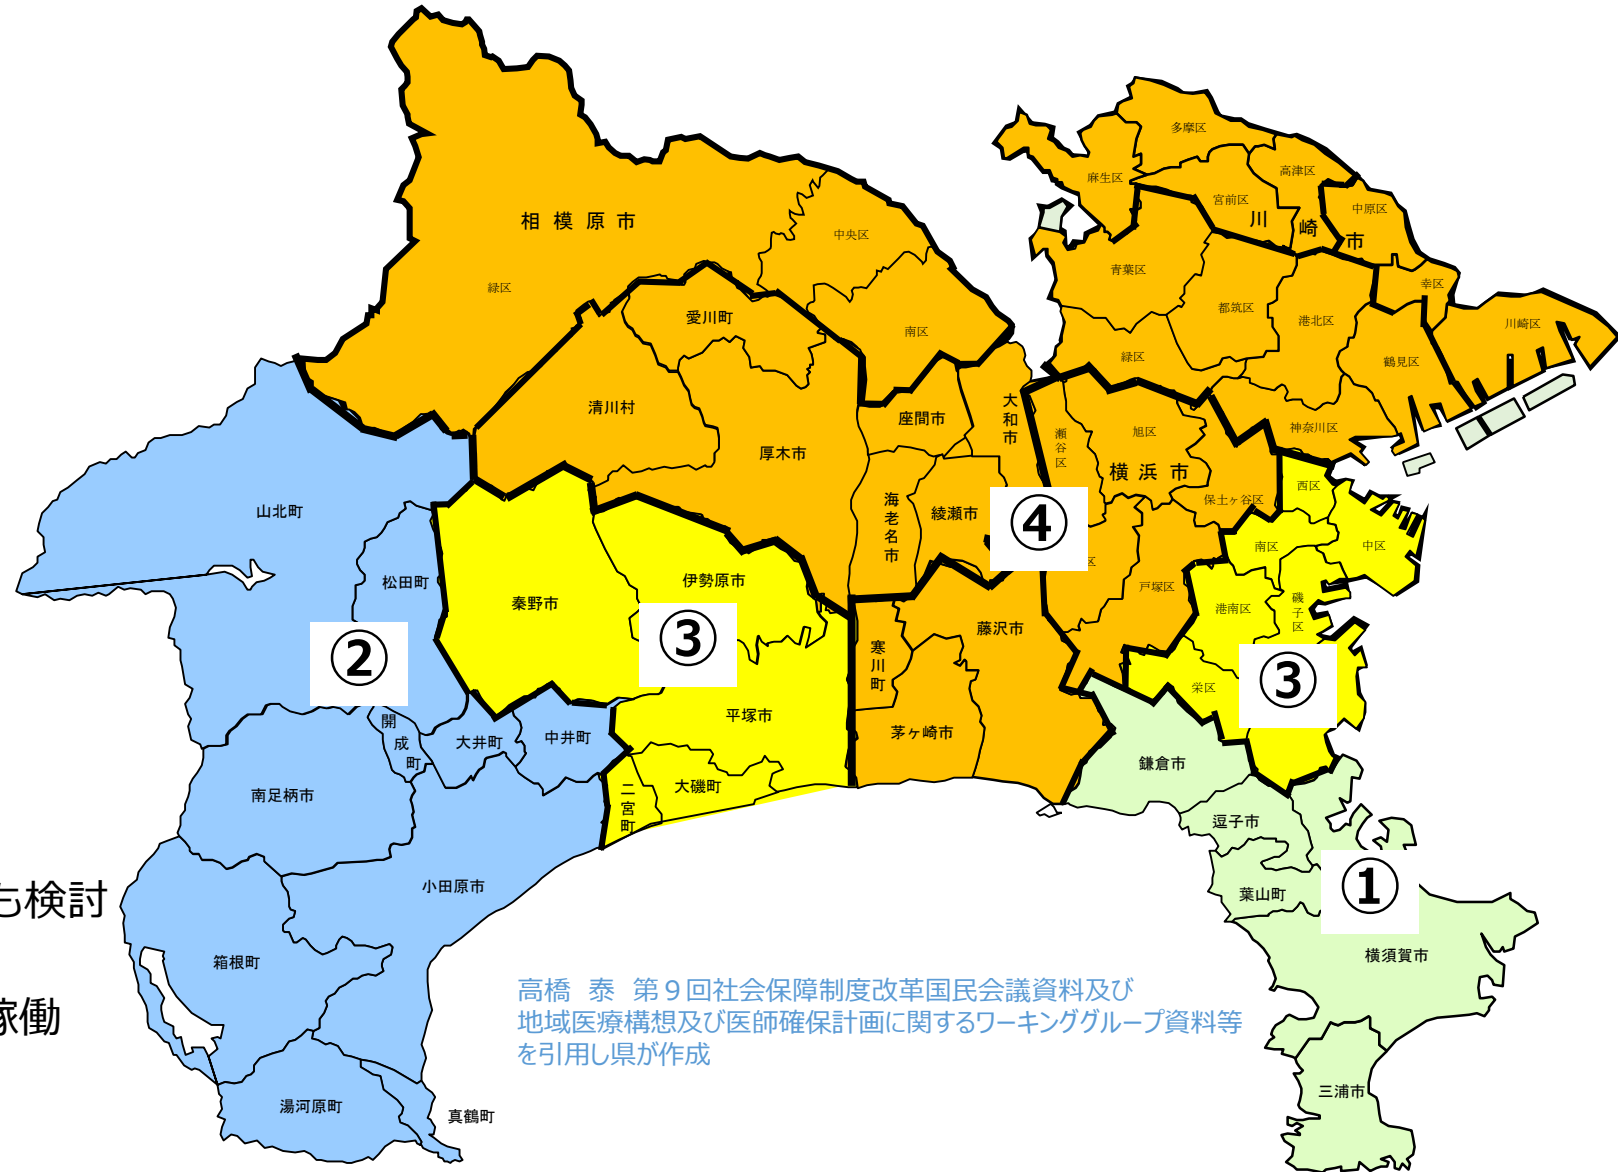 多摩区
麻生区
高津区
宮前区
中原区
川崎市
相模原市
中央区
緑区
南区
青葉区
都筑区
港北区
幸区
川崎区
鶴見区
緑区
神奈川区
愛川町
清川村
厚木市
座間市
大和市
瀬谷区
旭区
横浜市
保土ヶ谷区
西区
海老名市
綾瀬市
④
区
戸塚区
南区
中区
港南区
磯子区
③
栄区
山北町
松田町
②
秦野市
伊勢原市
③
平塚市
寒川町
藤沢市
茅ヶ崎市
開成町
大井町
中井町
二宮町
大磯町
南足柄市
小田原市
箱根町
湯河原町
真鶴町
鎌倉市
逗子市
葉山町
①
横須賀市
三浦市
も検討
稼働
高橋 泰 第9回社会保障制度改革国民会議資料及び
地域医療構想及び医師確保計画に関するワーキンググループ資料等
を引用し県が作成